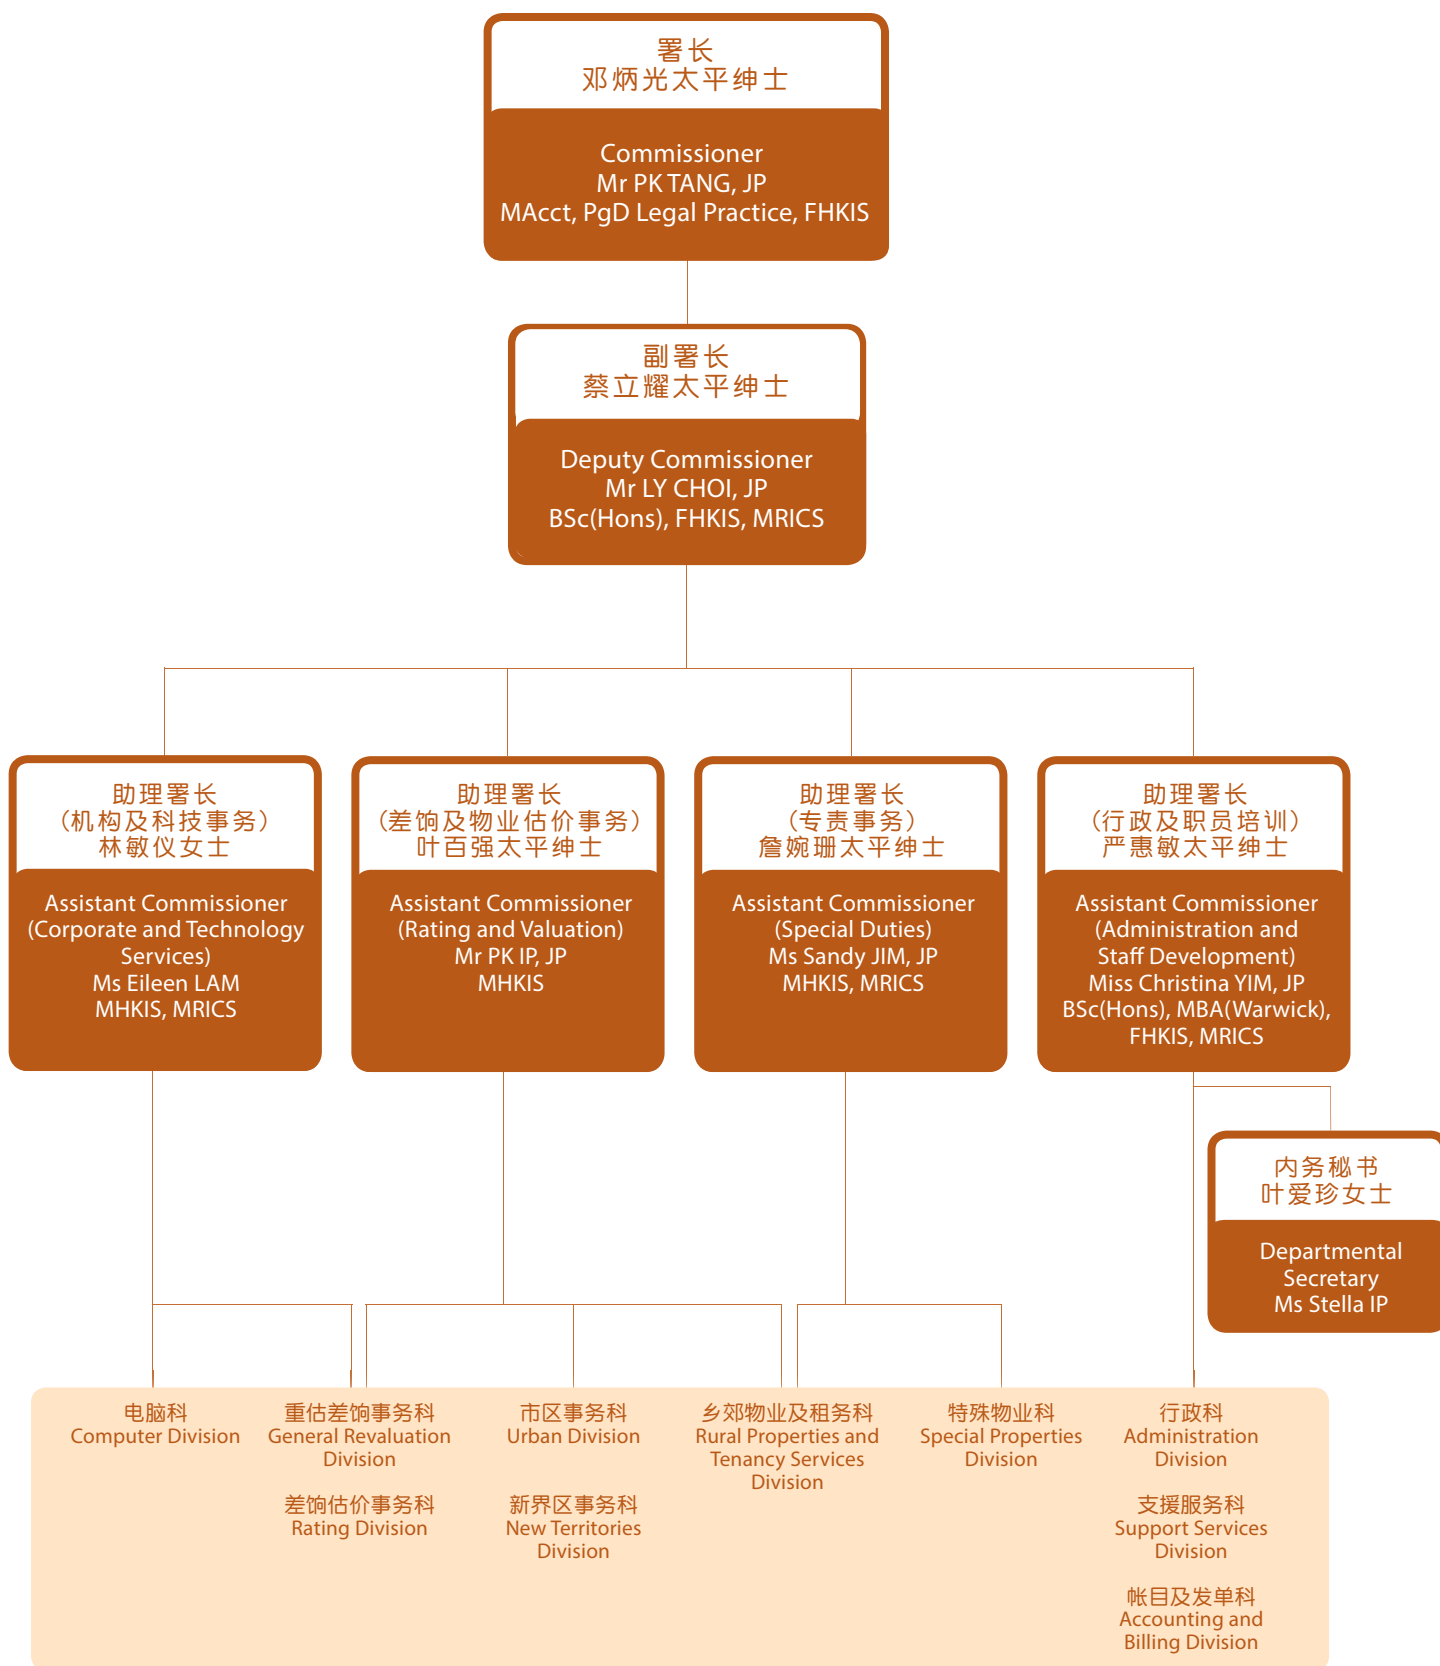 署长
邓炳光太平绅士
Commissioner
Mr PK TANG, JP
MAcct, PgD Legal Practice, FHKIS
副署长
蔡立耀太平绅士
Deputy Commissioner
Mr LY CHOI, JP
BSc(Hons), FHKIS, MRICS
助理署长
（机构及科技事务）
林敏仪女士
Assistant Commissioner
(Corporate and Technology
Services)
Ms Eileen LAM
MHKIS, MRICS
助理署长
（差饷及物业估价事务）
叶百强太平绅士
Assistant Commissioner
(Rating and Valuation)
Mr PK IP, JP
MHKIS
助理署长
（专责事务）
詹婉珊太平绅士
Assistant Commissioner
(Special Duties)
Ms Sandy JIM, JP
MHKIS, MRICS
助理署长
（行政及职员培训）
严惠敏太平绅士
Assistant Commissioner
(Administration and
Staff Development)
Miss Christina YIM, JP
BSc(Hons), MBA(Warwick),
FHKIS, MRICS
内务秘书
叶爱珍女士
Departmental
Secretary
Ms Stella IP
电脑科
Computer Division
重估差饷事务科
General Revaluation
Division
差饷估价事务科
Rating Division
市区事务科
Urban Division
新界区事务科
New Territories
Division
乡郊物业及租务科
Rural Properties and
Tenancy Services
Division
特殊物业科
Special Properties
Division
行政科
Administration
Division
支援服务科
Support Services
Division
帐目及发单科
Accounting and
Billing Division